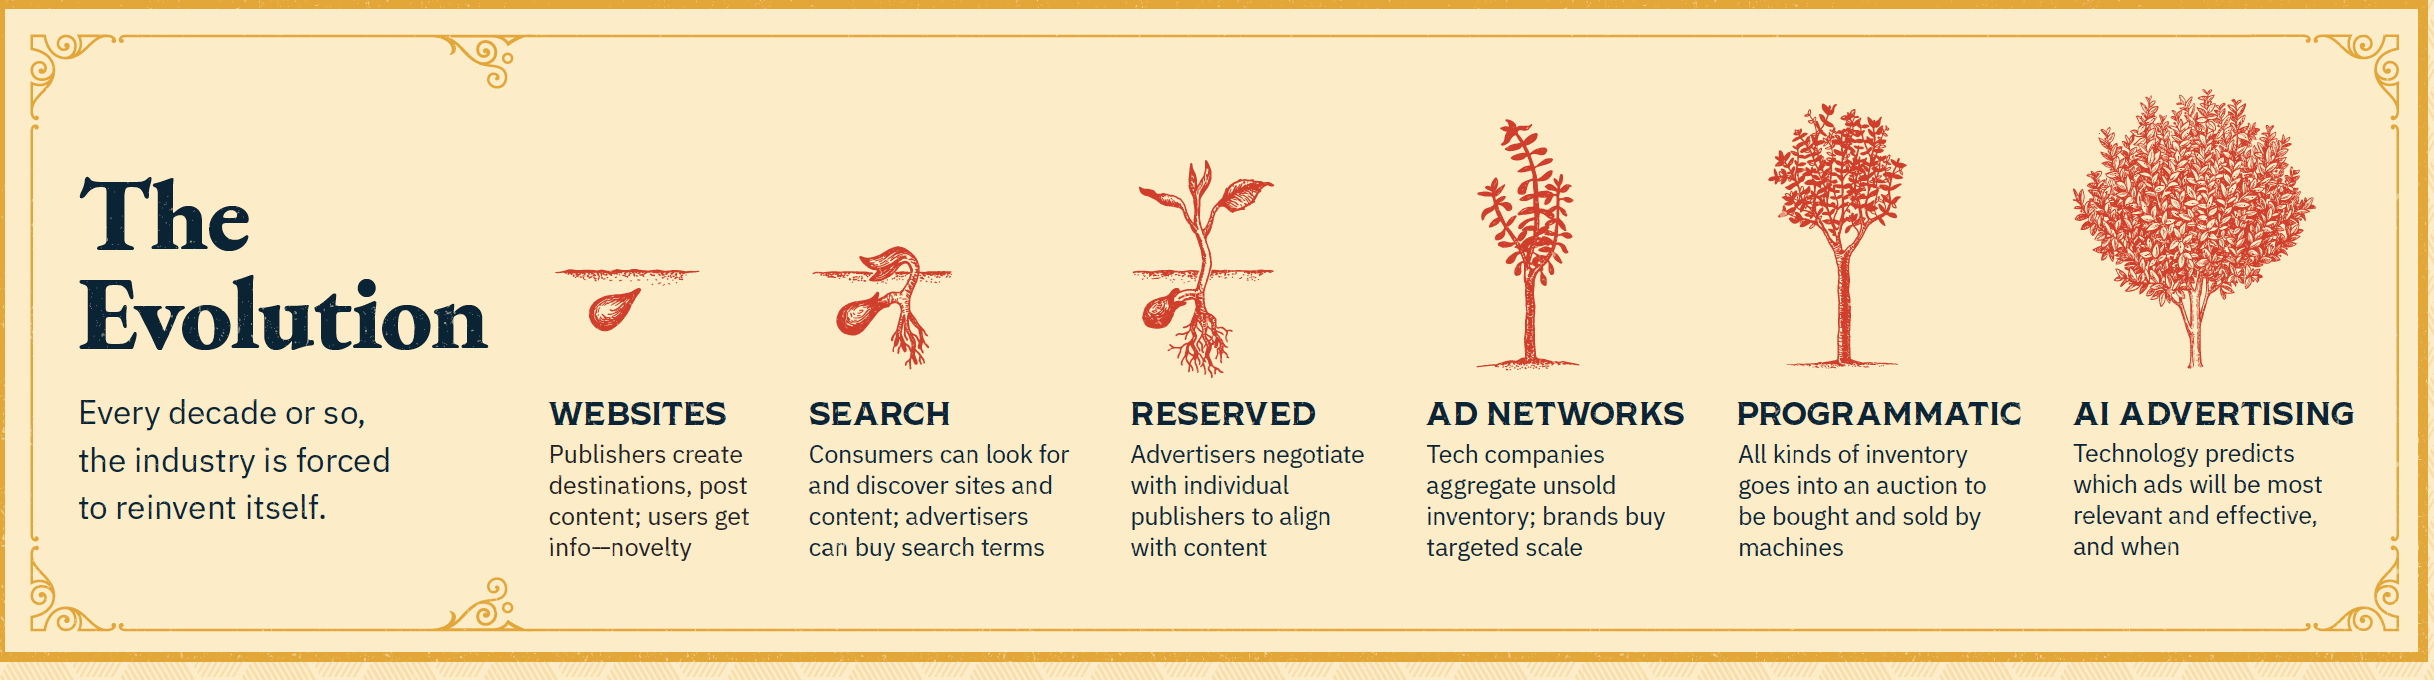 The
Evolution
Every decade or so,
the industry is forced
to reinvent itself.
WEBSITES
Publishers create
destinations, post
content; users get
info—novelty
SEARCH
Consumers can look for
and discover sites and
content; advertisers
can buy search terms
RESERVED
Advertisers negotiate
with individual
publishers to align
with content
AD NETWORKS
Tech companies
aggregate unsold
inventory; brands buy
targeted scale
PROGRAMMATIC
All kinds of inventory
goes into an auction to
be bought and sold by
machines
AI ADVERTISING
Technology predicts
which ads will be most
relevant and effective,
and when